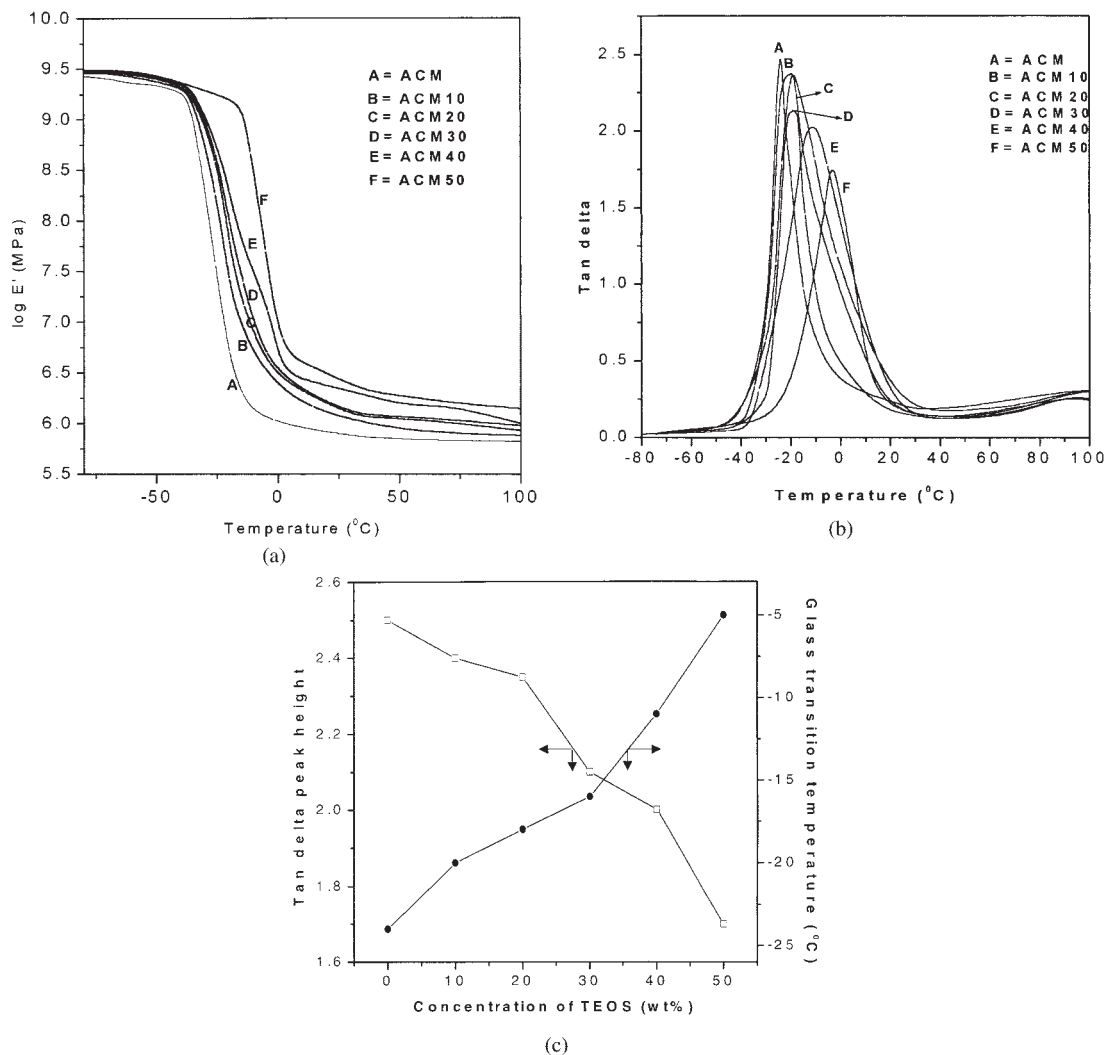 10.0
9.5
9.0
8.5
8.0
7.5
7.0
6.5
6.0
5.5
log E' (MPa)
A = ACM
B = ACM10
C = ACM20
D = ACM30
E = ACM40
F = ACM50
F
E
D
C
B
A
-50 0 50 100
Temperature (⁰C)
(a)
2.5
2.0
1.5
1.0
0.5
0.0
Tan delta
A
B
C
D
E
F
A = ACM
B = ACM10
C = ACM20
D = ACM30
E = ACM40
F = ACM50
-80 -60 -40 -20 0 20 40 60 80 100
Temperature (⁰C)
(b)
2.6
2.4
2.2
2.0
1.8
1.6
Tan delta peak height
-5
-10
-15
-20
-25
Glass transition temperature (⁰C)
0 10 20 30 40 50
Concentration of TEOS (wt%)
(c)